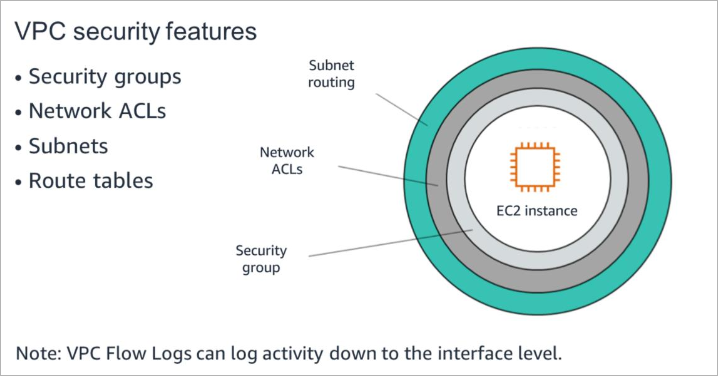 VPC security features
• Security groups
• Network ACLs
• Subnets
• Route tables
Subnet
routing
Network
ACLs
Security
group
EC2 instance
Note: VPC Flow Logs can log activity down to the interface level.